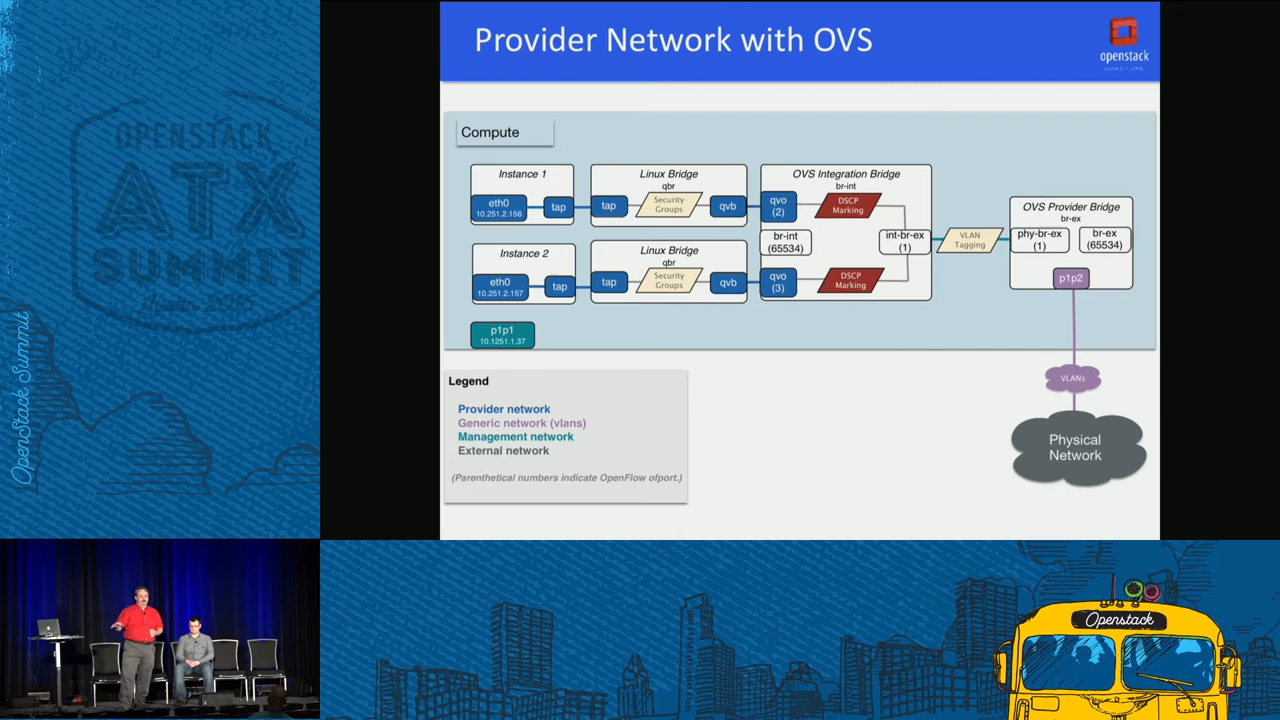 Provider Network with OVS
openstack
Compute
Instance 1
eth0
10.251.2.156
tap
Linux Bridge
qbr
tap
Security
Groups
qvb
OVS Integration Bridge
br-int
qvo
(2)
DSCP
Marking
br-int
(65534)
int-br-ex
(1)
VLAN
Tagging
OVS Provider Bridge
br-ex
phy-br-ex
(1)
br-ex
(65534)
p1p2
Instance 2
eth0
10.251.2.157
tap
Linux Bridge
qbr
tap
Security
Groups
qvb
qvo
(3)
DSCP
Marking
p1p1
10.1251.1.37
VLANs
Physical
Network
Legend
Provider network
Generic network (vlans)
Management network
External network
(Parenthetical numbers indicate OpenFlow ofport.)
OPENSTACK
ATX
SUMMIT
OpenStack Summit
Openstack